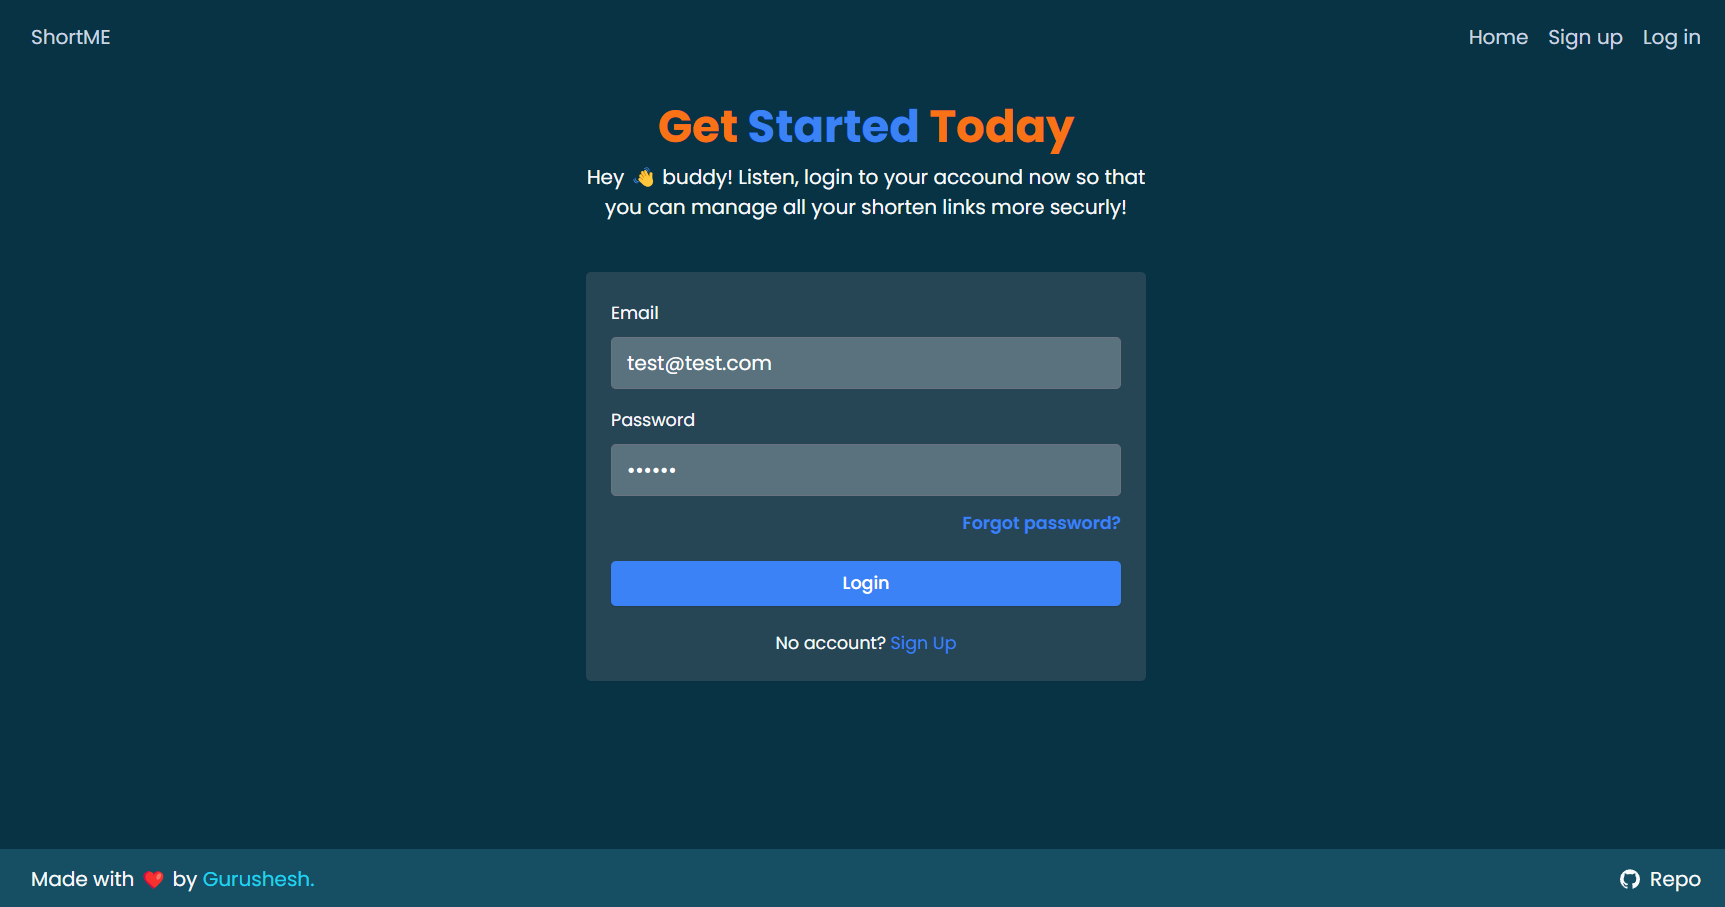 ShortME
Home Sign up Log in
Get Started Today
Hey 👋 buddy! Listen, login to your accound now so that
you can manage all your shorten links more securly!
Email
test@test.com
Password
••••••
Forgot password?
Login
No account? Sign Up
Made with ❤️ by Gurushesh.
Repo